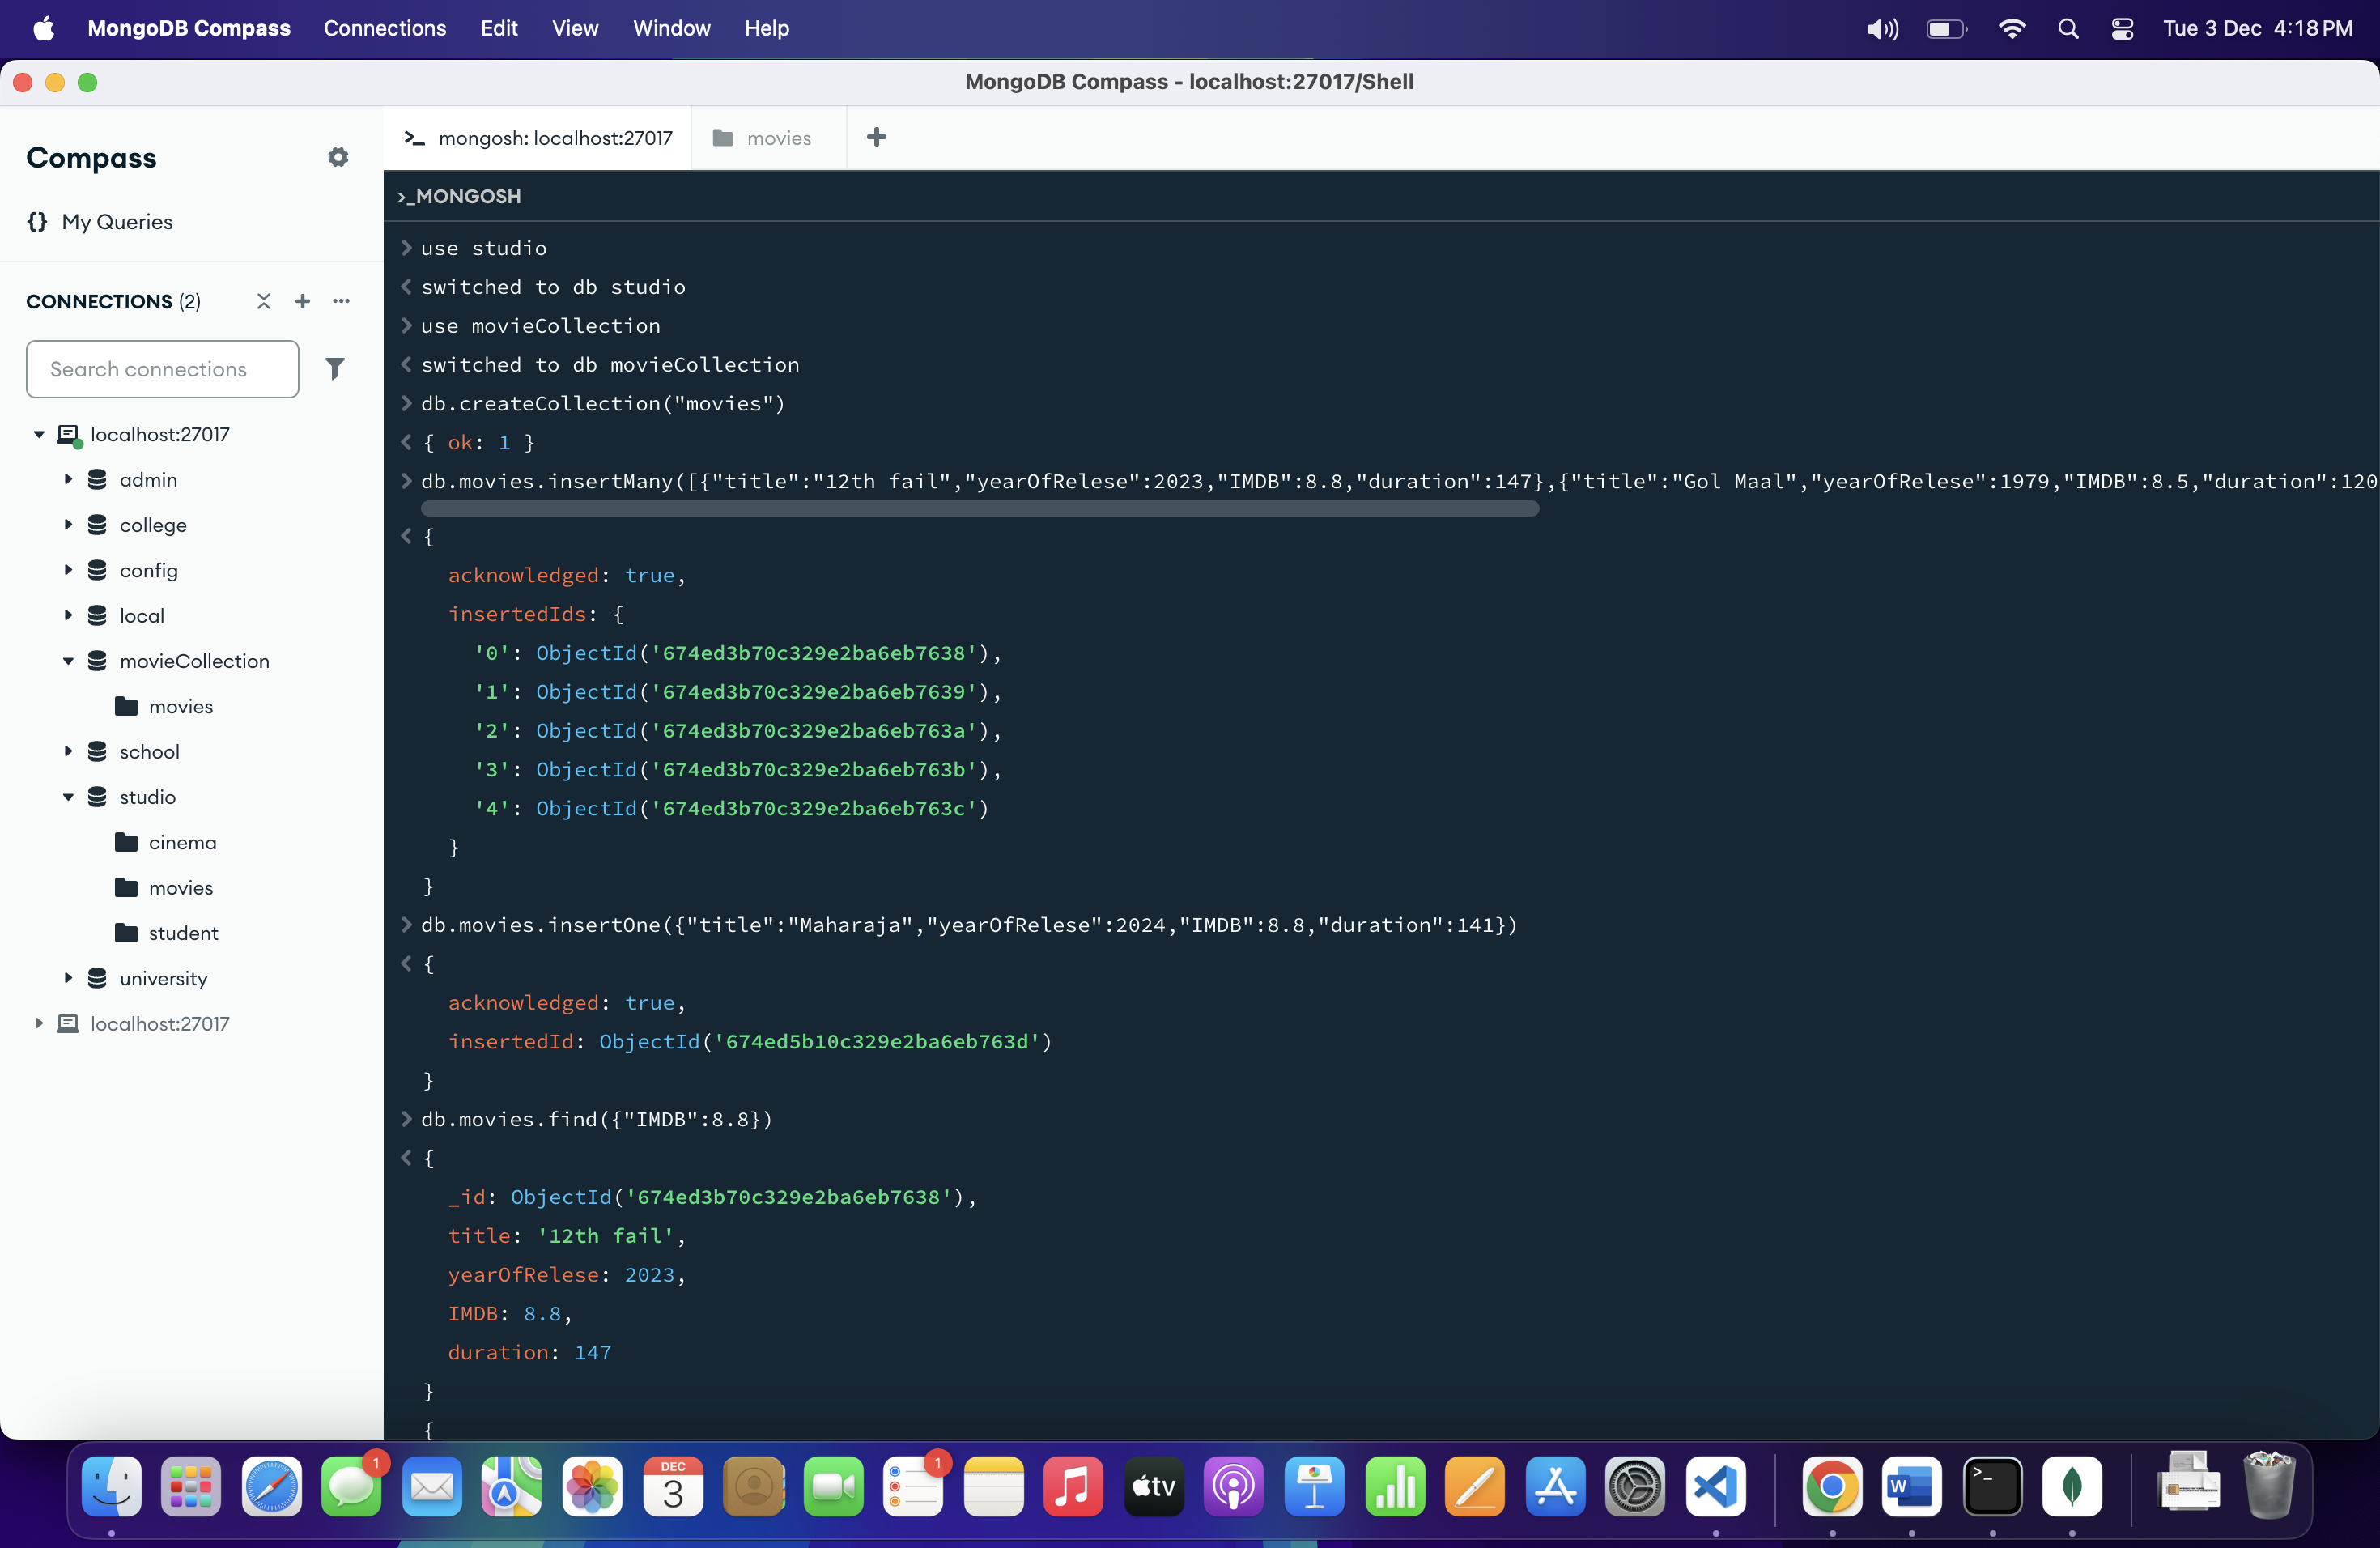 MongoDB Compass Connections Edit View Window Help Tue 3 Dec 4:18 PM
MongoDB Compass - localhost:27017/Shell
Compass
My Queries
CONNECTIONS (2)
Search connections
localhost:27017
admin
college
config
local
movieCollection
movies
school
studio
cinema
movies
student
university
localhost:27017
>_ mongosh: localhost:27017
movies
>_MONGOSH
> use studio
< switched to db studio
> use movieCollection
< switched to db movieCollection
> db.createCollection("movies")
< { ok: 1 }
> db.movies.insertMany([{"title":"12th fail","yearOfRelese":2023,"IMDB":8.8,"duration":147},{"title":"Gol Maal","yearOfRelese":1979,"IMDB":8.5,"duration":120
< {
acknowledged: true,
insertedIds: {
'0': ObjectId('674ed3b70c329e2ba6eb7638'),
'1': ObjectId('674ed3b70c329e2ba6eb7639'),
'2': ObjectId('674ed3b70c329e2ba6eb763a'),
'3': ObjectId('674ed3b70c329e2ba6eb763b'),
'4': ObjectId('674ed3b70c329e2ba6eb763c')
}
}
> db.movies.insertOne({"title":"Maharaja","yearOfRelese":2024,"IMDB":8.8,"duration":141})
< {
acknowledged: true,
insertedId: ObjectId('674ed5b10c329e2ba6eb763d')
}
> db.movies.find({"IMDB":8.8})
< {
_id: ObjectId('674ed3b70c329e2ba6eb7638'),
title: '12th fail',
yearOfRelese: 2023,
IMDB: 8.8,
duration: 147
}
{
1
DEC
3
1
tv
W
>_